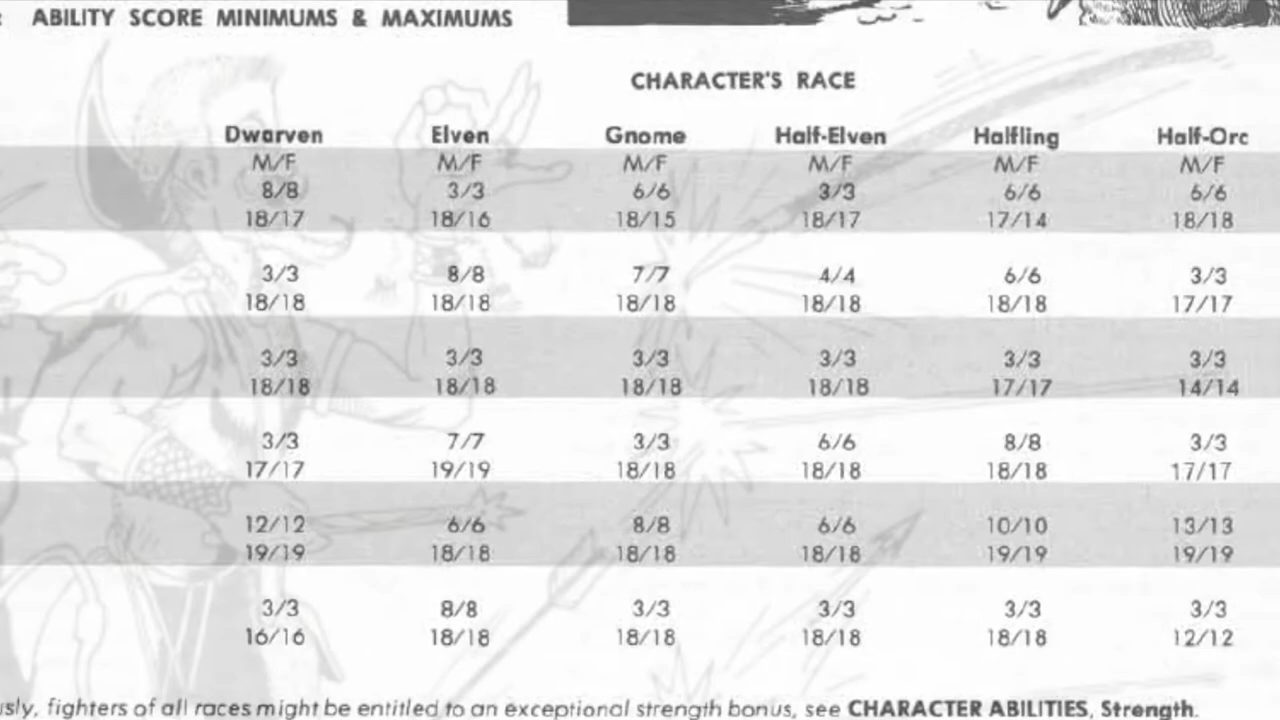 : ABILITY SCORE MINIMUMS & MAXIMUMS
CHARACTER'S RACE
Dwarven Elven Gnome Half-Elven Halfling Half-Orc
M/F M/F M/F M/F M/F M/F
8/8 3/3 6/6 3/3 6/6 6/6
18/17 18/16 18/15 18/17 17/14 18/18
3/3 8/8 7/7 4/4 6/6 3/3
18/18 18/18 18/18 18/18 18/18 17/17
3/3 3/3 3/3 3/3 3/3 3/3
18/18 18/18 18/18 18/18 17/17 14/14
3/3 7/7 3/3 6/6 8/8 3/3
17/17 19/19 18/18 18/18 18/18 17/17
12/12 6/6 8/8 6/6 10/10 13/13
19/19 18/18 18/18 18/18 19/19 19/19
3/3 8/8 3/3 3/3 3/3 3/3
16/16 18/18 18/18 18/18 18/18 12/12
usly, fighters of all races might be entitled to an exceptional strength bonus, see CHARACTER ABILITIES, Strength.